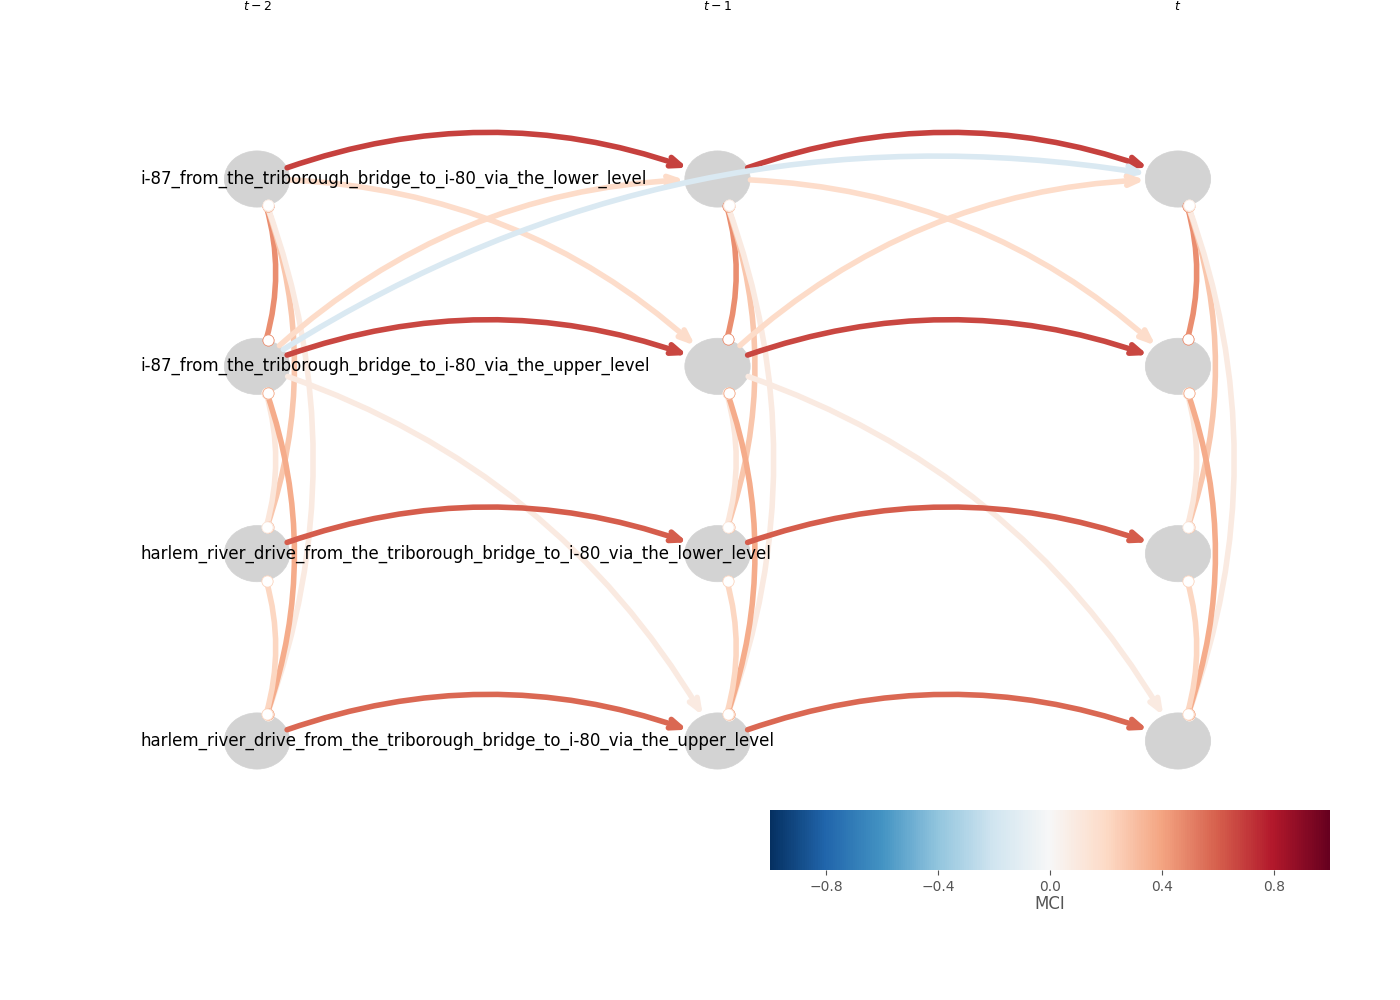 t − 2 t − 1 t
i-87_from_the_triborough_bridge_to_i-80_via_the_lower_level
i-87_from_the_triborough_bridge_to_i-80_via_the_upper_level
harlem_river_drive_from_the_triborough_bridge_to_i-80_via_the_lower_level
harlem_river_drive_from_the_triborough_bridge_to_i-80_via_the_upper_level
−0.8 −0.4 0.0 0.4 0.8
MCI